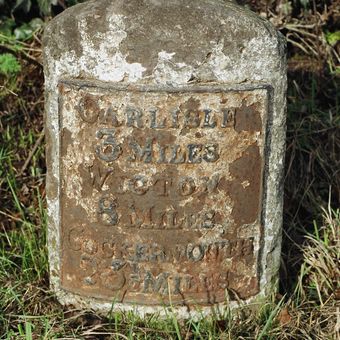 CARLISLE
3 MILES
WIGTON
8 MILES
COCKERMOUTH
MILES